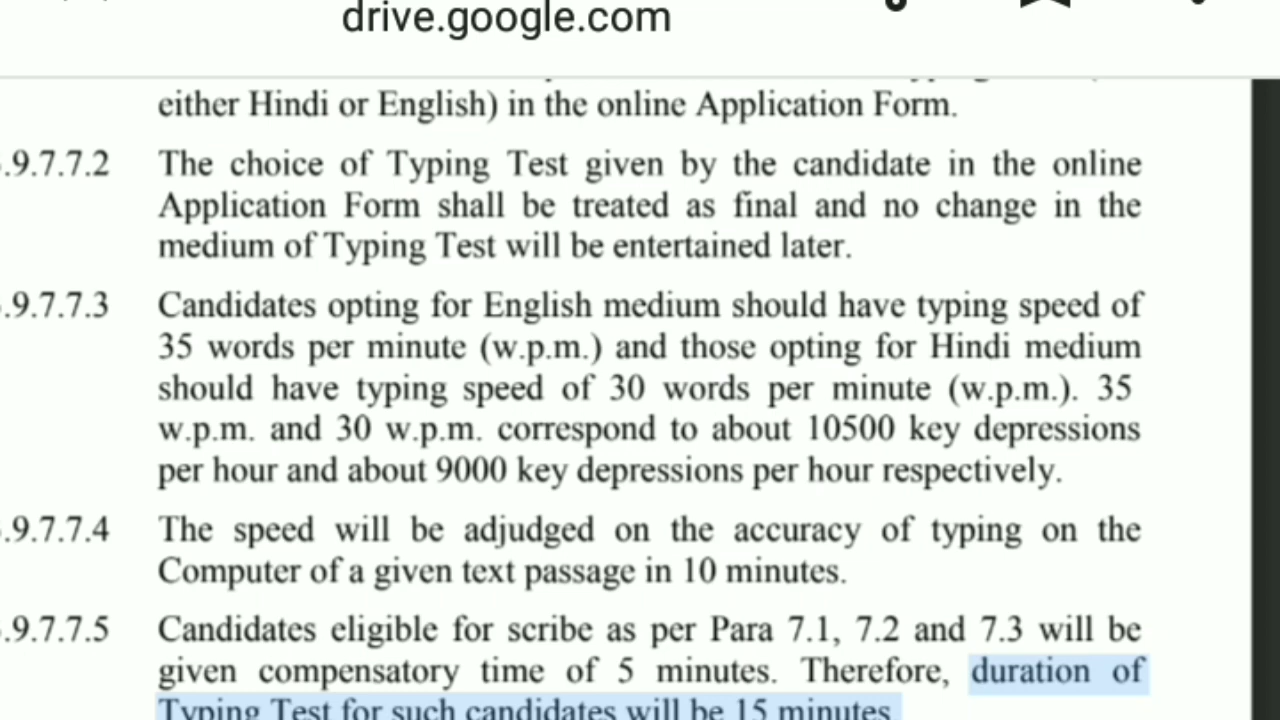 drive.google.com
either Hindi or English) in the online Application Form.
.9.7.7.2 The choice of Typing Test given by the candidate in the online
Application Form shall be treated as final and no change in the
medium of Typing Test will be entertained later.
.9.7.7.3 Candidates opting for English medium should have typing speed of
35 words per minute (w.p.m.) and those opting for Hindi medium
should have typing speed of 30 words per minute (w.p.m.). 35
w.p.m. and 30 w.p.m. correspond to about 10500 key depressions
per hour and about 9000 key depressions per hour respectively.
.9.7.7.4 The speed will be adjudged on the accuracy of typing on the
Computer of a given text passage in 10 minutes.
.9.7.7.5 Candidates eligible for scribe as per Para 7.1, 7.2 and 7.3 will be
given compensatory time of 5 minutes. Therefore, duration of
Typing Test for such candidates will be 15 minutes